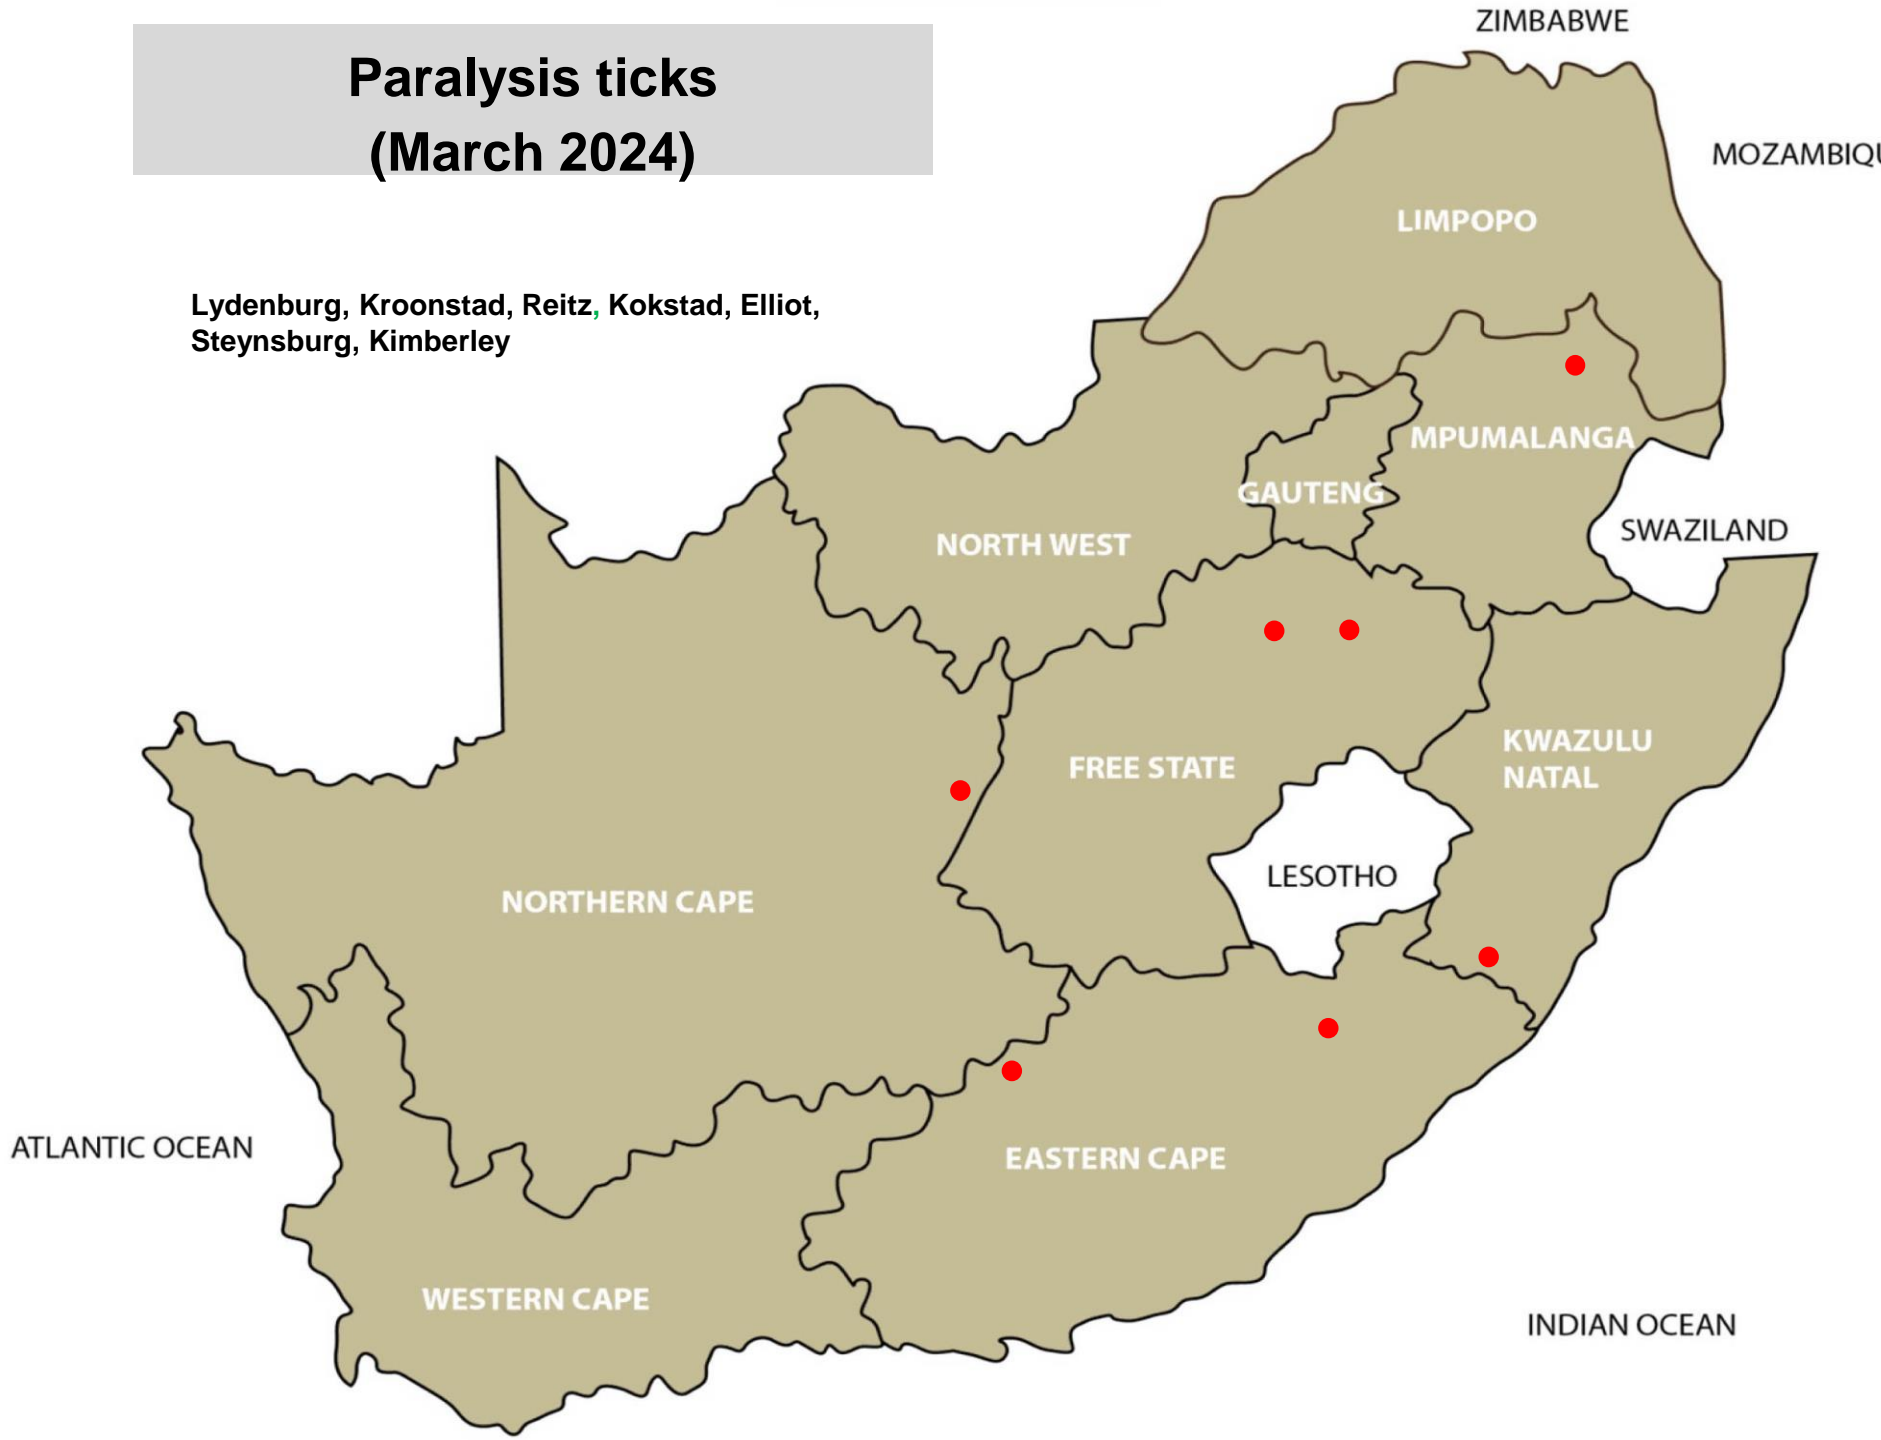 ZIMBABWE
Paralysis ticks
(March 2024)
MOZAMBIQU
LIMPOPO
Lydenburg, Kroonstad, Reitz, Kokstad, Elliot,
Steynsburg, Kimberley
MPUMALANGA
GAUTENG
SWAZILAND
NORTH WEST
KWAZULU
NATAL
FREE STATE
LESOTHO
NORTHERN CAPE
ATLANTIC OCEAN
EASTERN CAPE
WESTERN CAPE
INDIAN OCEAN